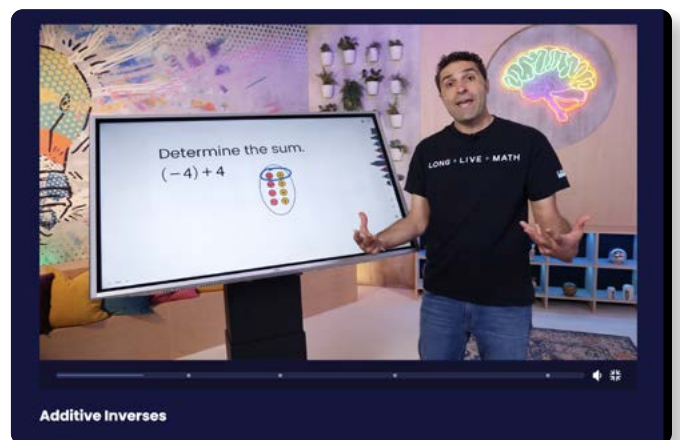 Determine the sum.
(−4) + 4
LONG + LIVE + MATH
Additive Inverses